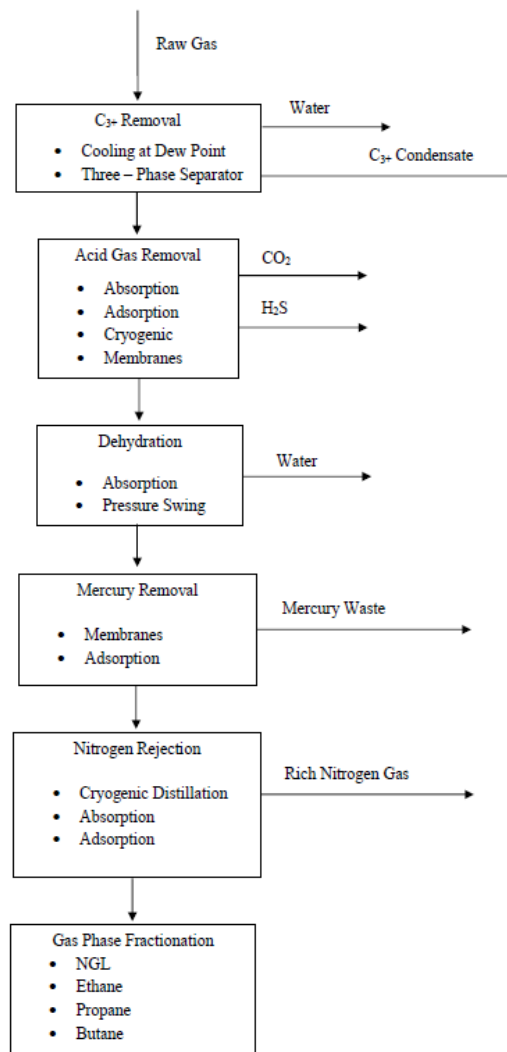 Raw Gas
C₃₊ Removal
• Cooling at Dew Point
• Three – Phase Separator
Water
C₃₊ Condensate
Acid Gas Removal
• Absorption
• Adsorption
• Cryogenic
• Membranes
CO₂
H₂S
Dehydration
• Absorption
• Pressure Swing
Water
Mercury Removal
• Membranes
• Adsorption
Mercury Waste
Nitrogen Rejection
• Cryogenic Distillation
• Absorption
• Adsorption
Rich Nitrogen Gas
Gas Phase Fractionation
• NGL
• Ethane
• Propane
• Butane